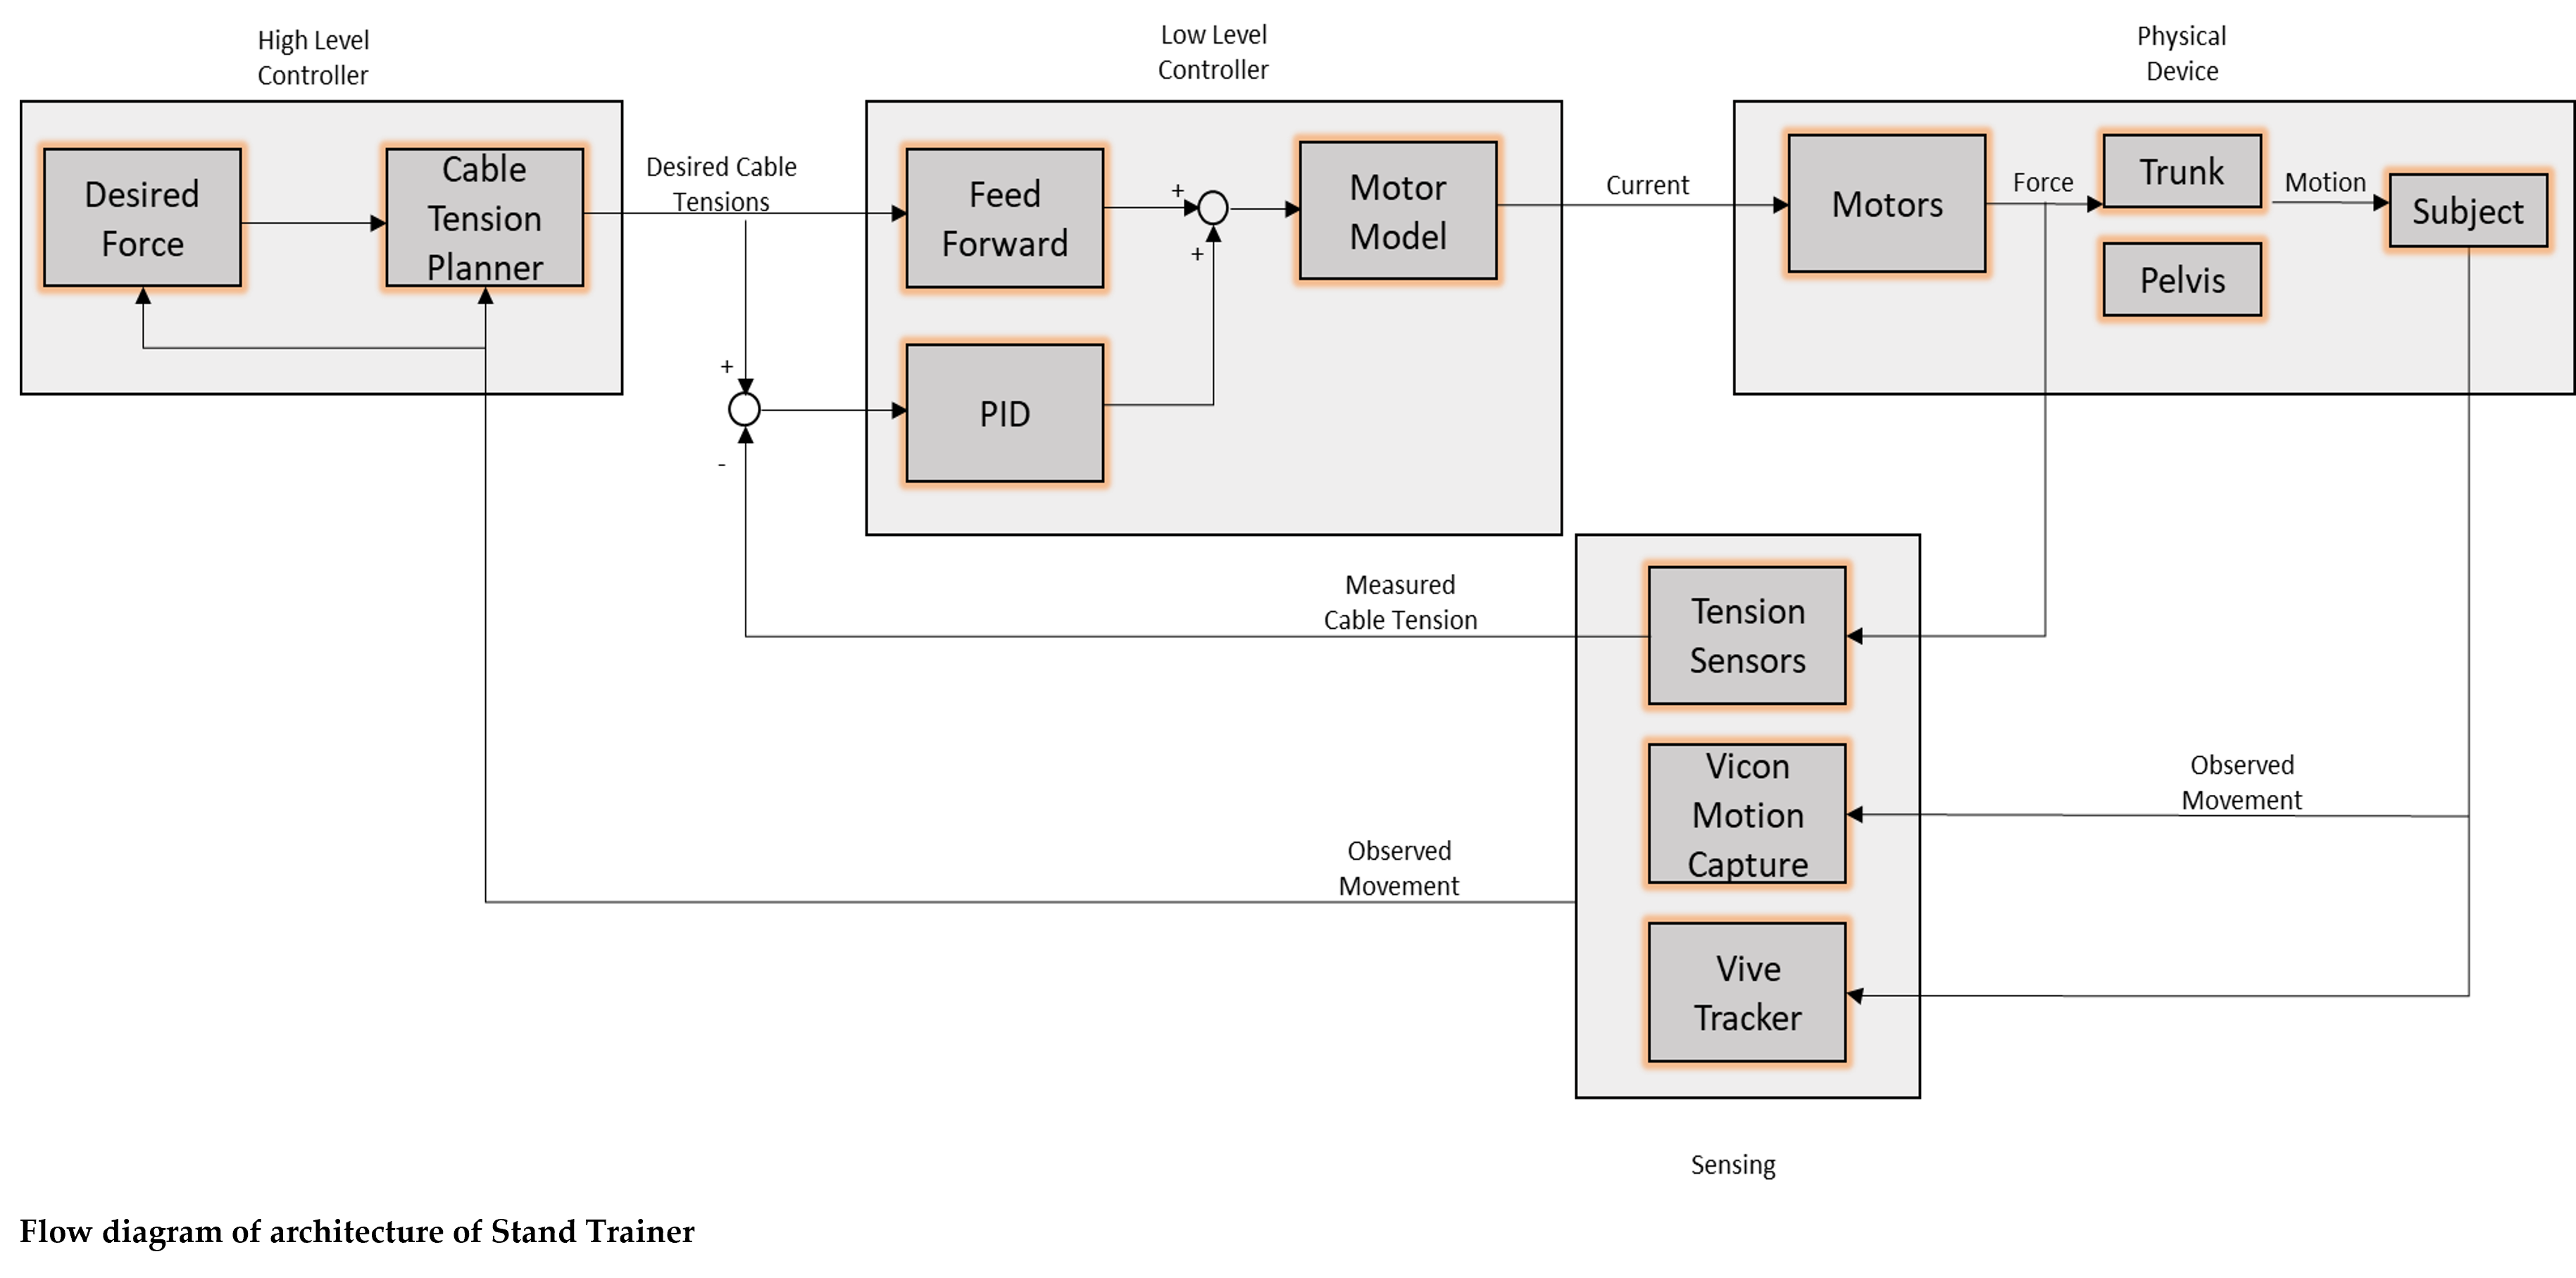 High Level
Controller
Low Level
Controller
Physical
Device
Desired
Force
Cable
Tension
Planner
Desired Cable
Tensions
Feed
Forward
+
+
Motor
Model
Current
Motors
Force
Trunk
Pelvis
Motion
Subject
+
-
PID
Measured
Cable Tension
Tension
Sensors
Vicon
Motion
Capture
Observed
Movement
Observed
Movement
Vive
Tracker
Sensing
Flow diagram of architecture of Stand Trainer